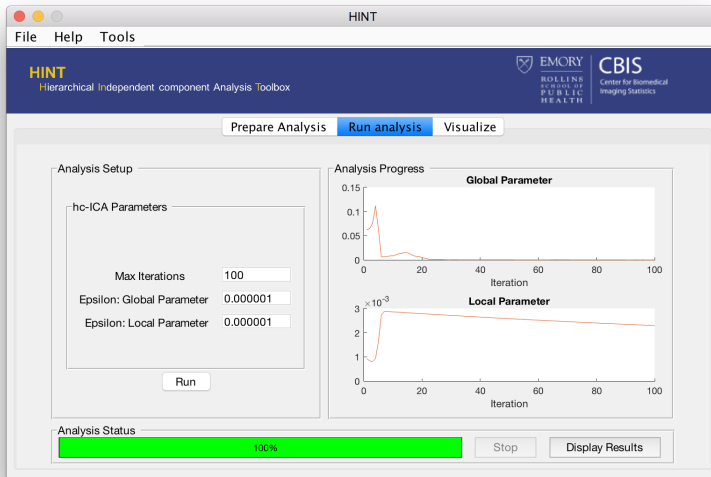 HINT
File Help Tools
HINT
Hierarchical Independent component Analysis Toolbox
EMORY
ROLLINS
SCHOOL OF
PUBLIC
HEALTH
CBIS
Center for Biomedical
Imaging Statistics
Prepare Analysis Run analysis Visualize
Analysis Setup
hc-ICA Parameters
Max Iterations 100
Epsilon: Global Parameter 0.000001
Epsilon: Local Parameter 0.000001
Run
Analysis Progress
Global Parameter
0.15
0.1
0.05
0
0 20 40 60 80 100
Iteration
Local Parameter
×10⁻³
3
2
1
0
0 20 40 60 80 100
Iteration
Analysis Status
100%
Stop Display Results